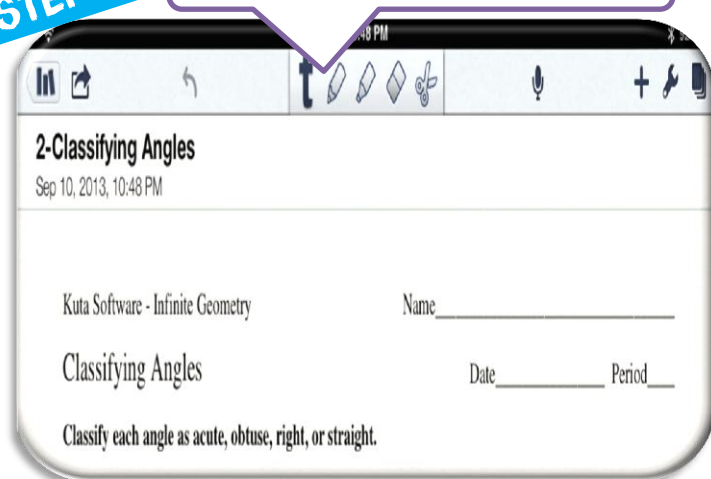 STEP
48 PM
t
2-Classifying Angles
Sep 10, 2013, 10:48 PM
Kuta Software - Infinite Geometry Name
Classifying Angles Date Period
Classify each angle as acute, obtuse, right, or straight.